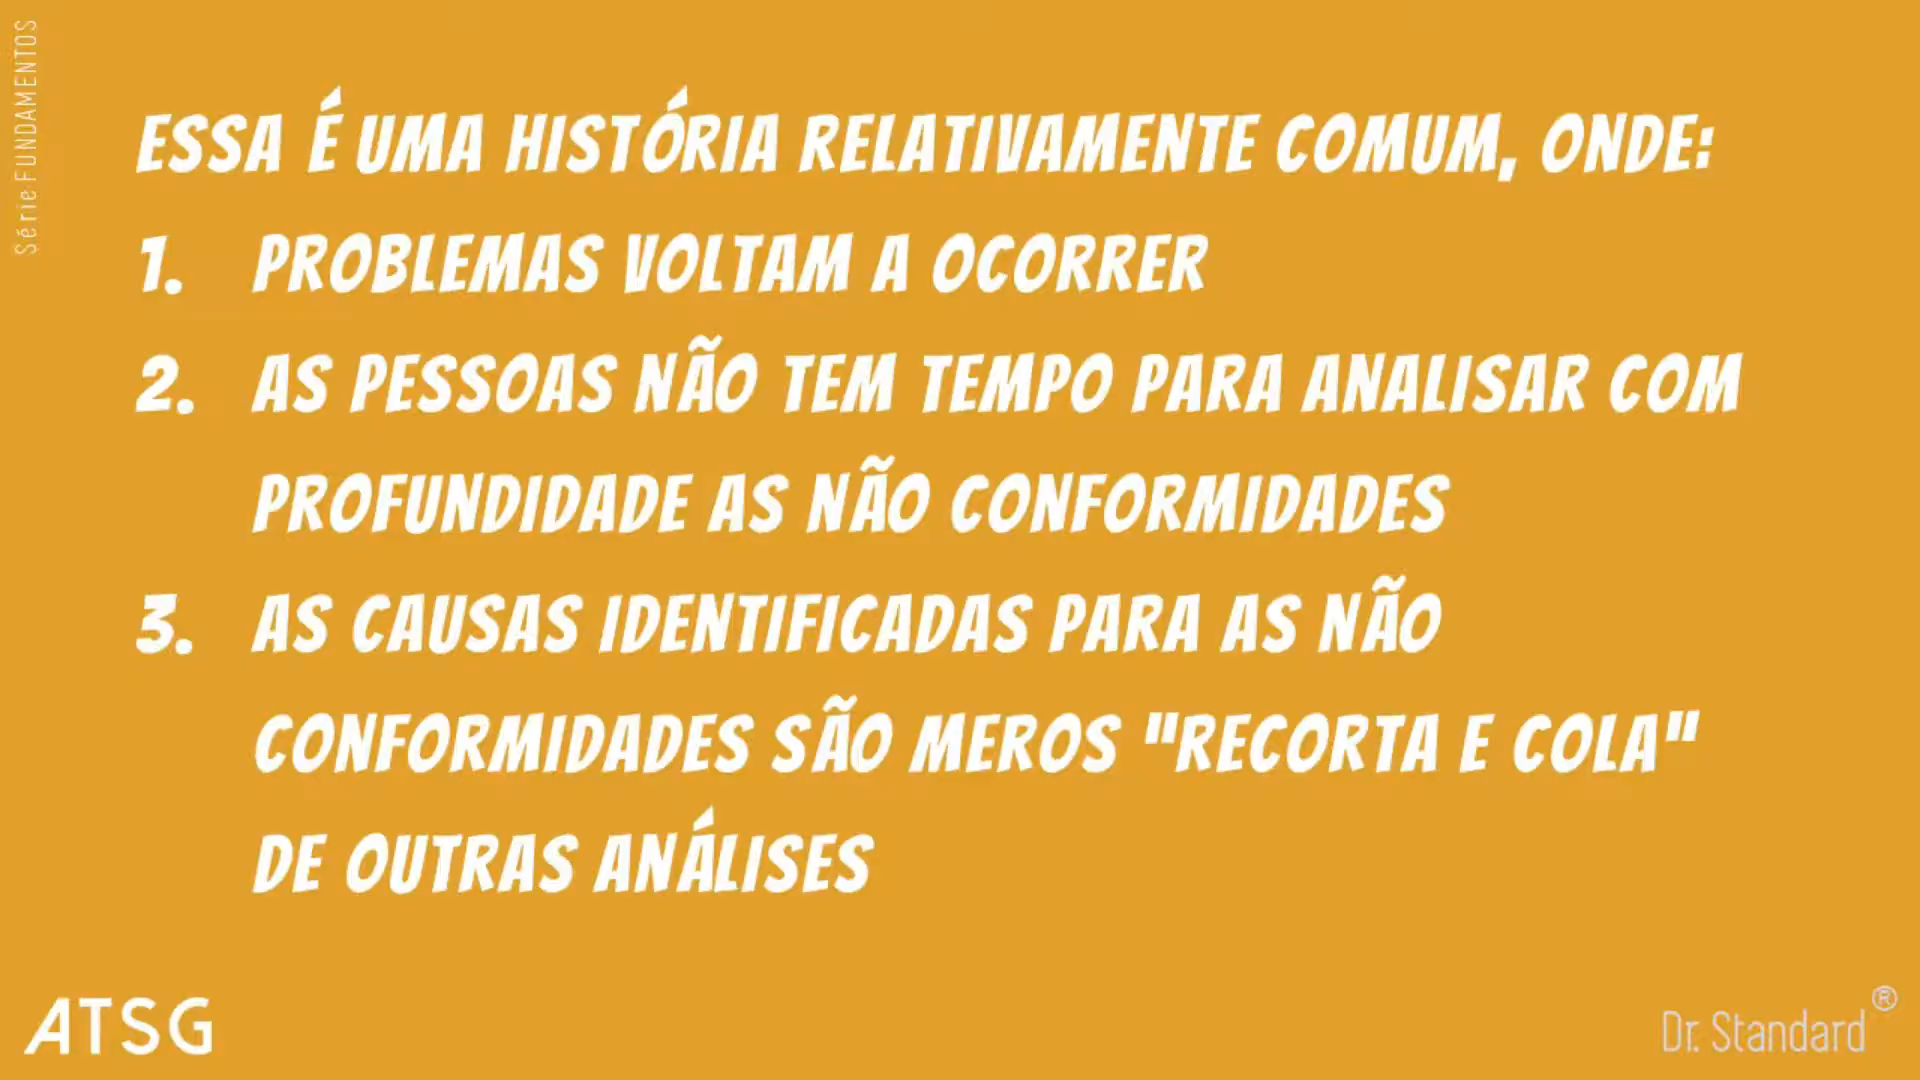 Série FUNDAMENTOS
ESSA É UMA HISTÓRIA RELATIVAMENTE COMUM, ONDE:
1. PROBLEMAS VOLTAM A OCORRER
2. AS PESSOAS NÃO TEM TEMPO PARA ANALISAR COM
PROFUNDIDADE AS NÃO CONFORMIDADES
3. AS CAUSAS IDENTIFICADAS PARA AS NÃO
CONFORMIDADES SÃO MEROS "RECORTA E COLA"
DE OUTRAS ANÁLISES
ATSG
Dr. Standard®